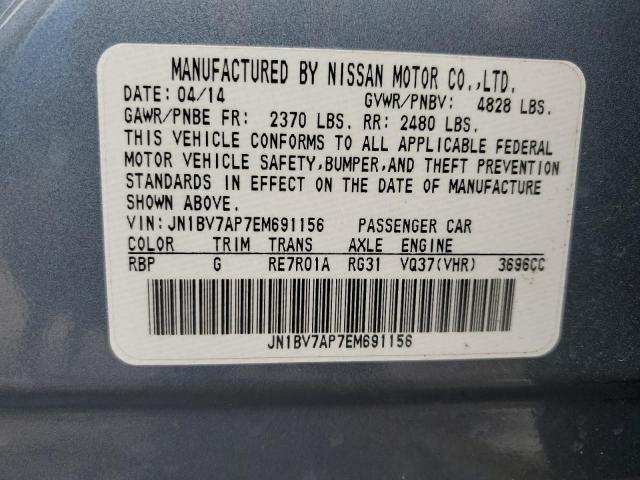 MANUFACTURED BY NISSAN MOTOR CO.,LTD.
DATE: 04/14 GVWR/PNBV: 4828 LBS.
GAWR/PNBE FR: 2370 LBS. RR: 2480 LBS.
THIS VEHICLE CONFORMS TO ALL APPLICABLE FEDERAL
MOTOR VEHICLE SAFETY,BUMPER,AND THEFT PREVENTION
STANDARDS IN EFFECT ON THE DATE OF MANUFACTURE
SHOWN ABOVE.
VIN: JN1BV7AP7EM691156 PASSENGER CAR
COLOR TRIM TRANS AXLE ENGINE
RBP G RE7R01A RG31 VQ37(VHR) 3696CC
JN1BV7AP7EM691156